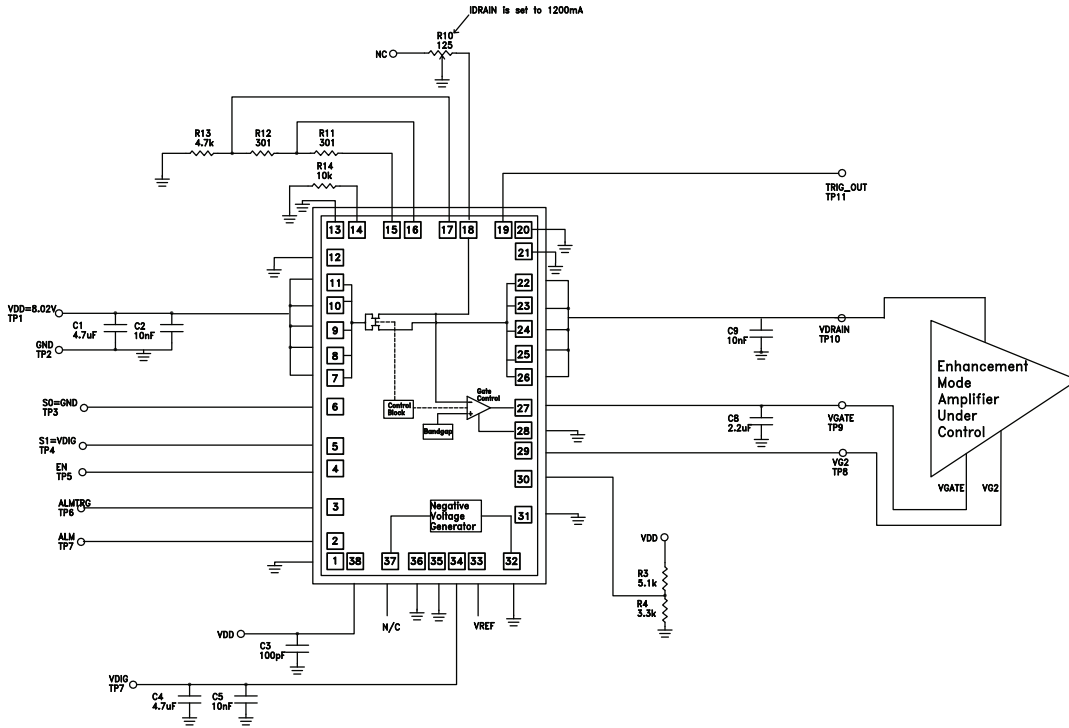 IDRAIN is set to 1200mA
R10
125
NC
R13
4.7k
R12
301
R11
301
R14
10k
TRIG_OUT
TP11
13
14
15
16
17
18
19
20
21
12
11
10
9
8
7
6
5
4
3
2
1
22
23
24
25
26
27
28
29
30
31
38
37
36
35
34
33
32
VDD=8.02V
TP1
C1
4.7uF
C2
10nF
GND
TP2
S0=GND
TP3
S1=VDIG
TP4
EN
TP5
ALMTRG
TP6
ALM
TP7
Control
Block
Bandgap
Gate
Control
Negative
Voltage
Generator
C9
10nF
VDRAIN
TP10
C8
2.2uF
VGATE
TP9
VG2
TP8
Enhancement
Mode
Amplifier
Under
Control
VGATE
VG2
VDD
R3
5.1k
R4
3.3k
N/C
VREF
VDD
C3
100pF
VDIG
TP7
C4
4.7uF
C5
10nF